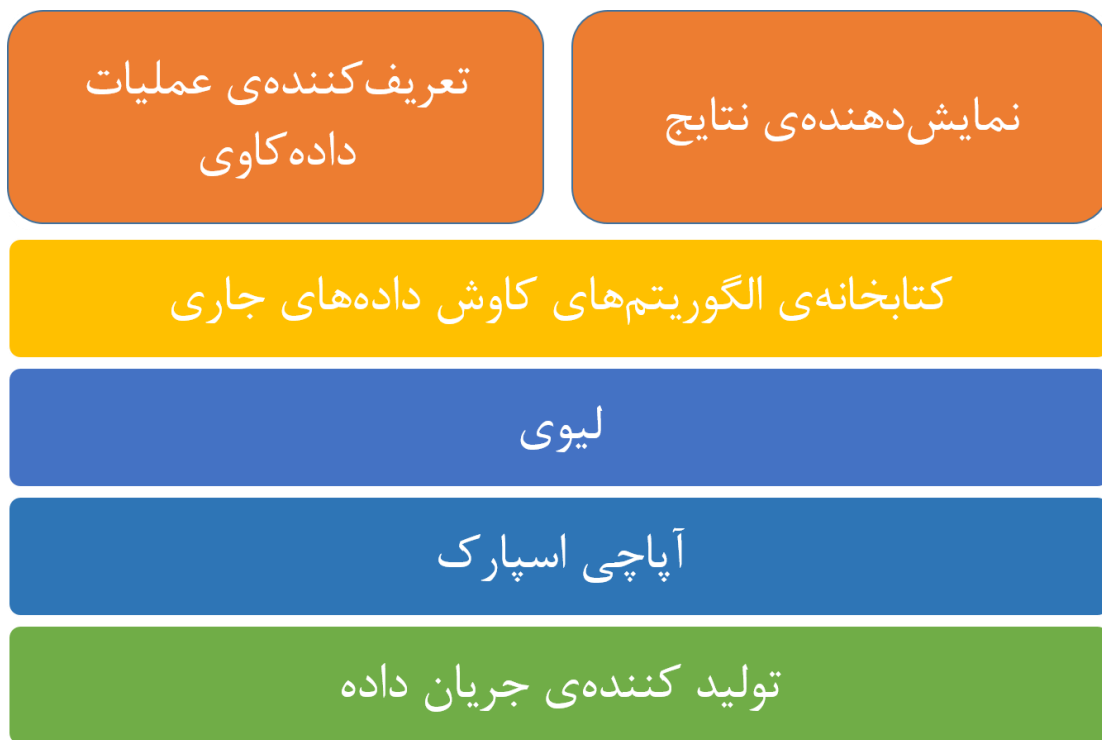 نمایش‌دهنده‌ی نتایج
تعریف‌کننده‌ی عملیات
داده‌کاوی
کتابخانه‌ی الگوریتم‌های کاوش داده‌های جاری
لیوی
آپاچی اسپارک
تولید کننده‌ی جریان داده